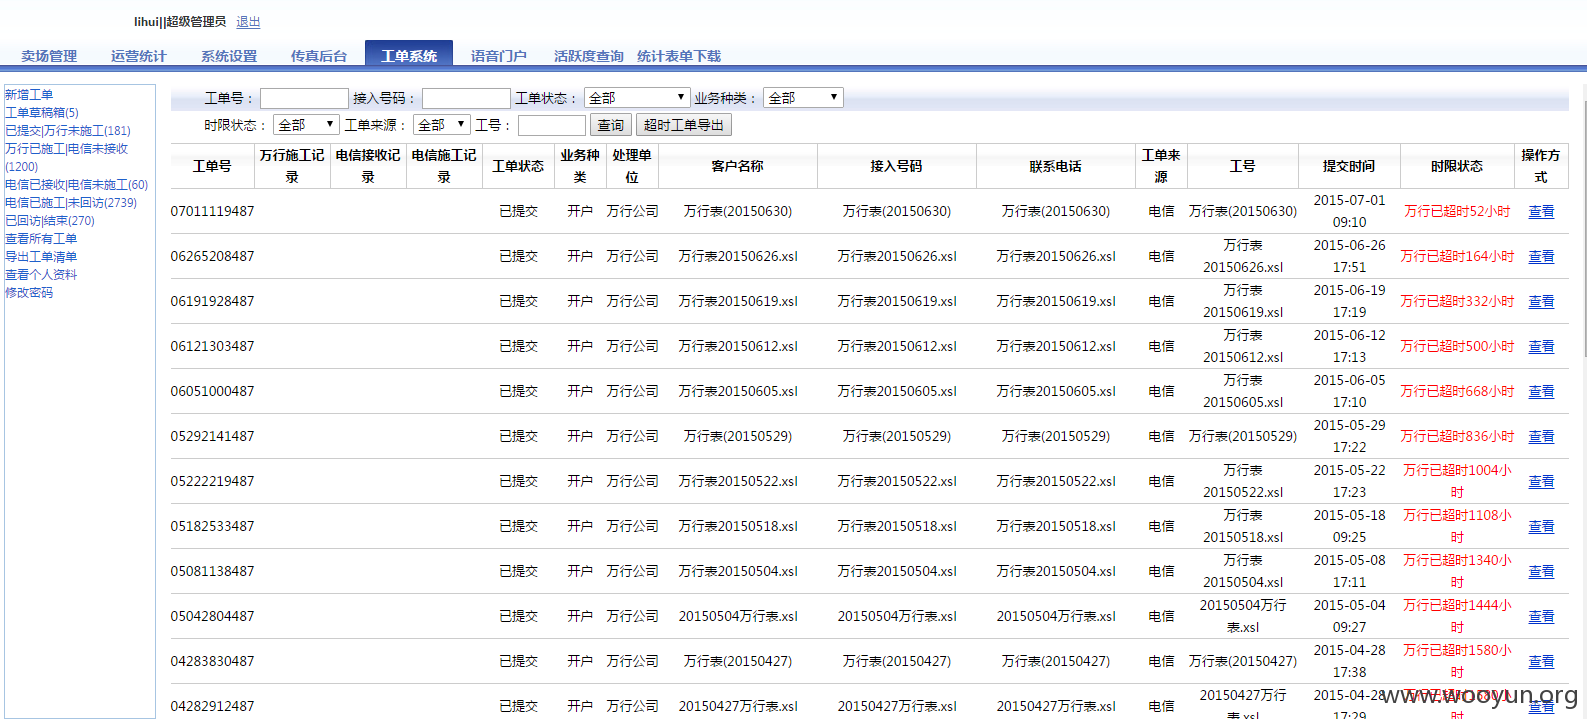 lihui||超级管理员 退出
卖场管理 运营统计 系统设置 传真后台 工单系统 语音门户 活跃度查询 统计表单下载
新增工单
工单草稿箱(5)
已提交|万行未施工(181)
万行已施工|电信未接收
(1200)
电信已接收|电信未施工(60)
电信已施工|未回访(2739)
已回访|结束(270)
查看所有工单
导出工单清单
查看个人资料
修改密码
工单号： 接入号码： 工单状态： 全部 业务种类： 全部
时限状态： 全部 工单来源： 全部 工号： 查询 超时工单导出
工单号 万行施工记录 电信接收记录 电信施工记录 工单状态 业务种类 处理单位 客户名称 接入号码 联系电话 工单来源 工号 提交时间 时限状态 操作方式
07011119487 已提交 开户 万行公司 万行表(20150630) 万行表(20150630) 万行表(20150630) 电信 万行表(20150630) 2015-07-01 09:10 万行已超时52小时 查看
06265208487 已提交 开户 万行公司 万行表20150626.xsl 万行表20150626.xsl 万行表20150626.xsl 电信 万行表20150626.xsl 2015-06-26 17:51 万行已超时164小时 查看
06191928487 已提交 开户 万行公司 万行表20150619.xsl 万行表20150619.xsl 万行表20150619.xsl 电信 万行表20150619.xsl 2015-06-19 17:19 万行已超时332小时 查看
06121303487 已提交 开户 万行公司 万行表20150612.xsl 万行表20150612.xsl 万行表20150612.xsl 电信 万行表20150612.xsl 2015-06-12 17:13 万行已超时500小时 查看
06051000487 已提交 开户 万行公司 万行表20150605.xsl 万行表20150605.xsl 万行表20150605.xsl 电信 万行表20150605.xsl 2015-06-05 17:10 万行已超时668小时 查看
05292141487 已提交 开户 万行公司 万行表(20150529) 万行表(20150529) 万行表(20150529) 电信 万行表(20150529) 2015-05-29 17:22 万行已超时836小时 查看
05222219487 已提交 开户 万行公司 万行表20150522.xsl 万行表20150522.xsl 万行表20150522.xsl 电信 万行表20150522.xsl 2015-05-22 17:23 万行已超时1004小时 查看
05182533487 已提交 开户 万行公司 万行表20150518.xsl 万行表20150518.xsl 万行表20150518.xsl 电信 万行表20150518.xsl 2015-05-18 09:25 万行已超时1108小时 查看
05081138487 已提交 开户 万行公司 万行表20150504.xsl 万行表20150504.xsl 万行表20150504.xsl 电信 万行表20150504.xsl 2015-05-08 17:11 万行已超时1340小时 查看
05042804487 已提交 开户 万行公司 20150504万行表.xsl 20150504万行表.xsl 20150504万行表.xsl 电信 20150504万行表.xsl 2015-05-04 09:27 万行已超时1444小时 查看
04283830487 已提交 开户 万行公司 万行表(20150427) 万行表(20150427) 万行表(20150427) 电信 万行表(20150427) 2015-04-28 17:38 万行已超时1580小时 查看
04282912487 已提交 开户 万行公司 20150427万行表.xsl 20150427万行表.xsl 20150427万行表.xsl 电信 20150427万行表.xsl 2015-04-28 17:29 查看
www.wooyun.org